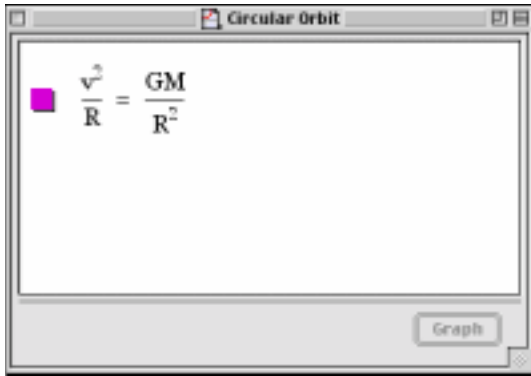 Circular Orbit
v²/R = GM/R²
Graph